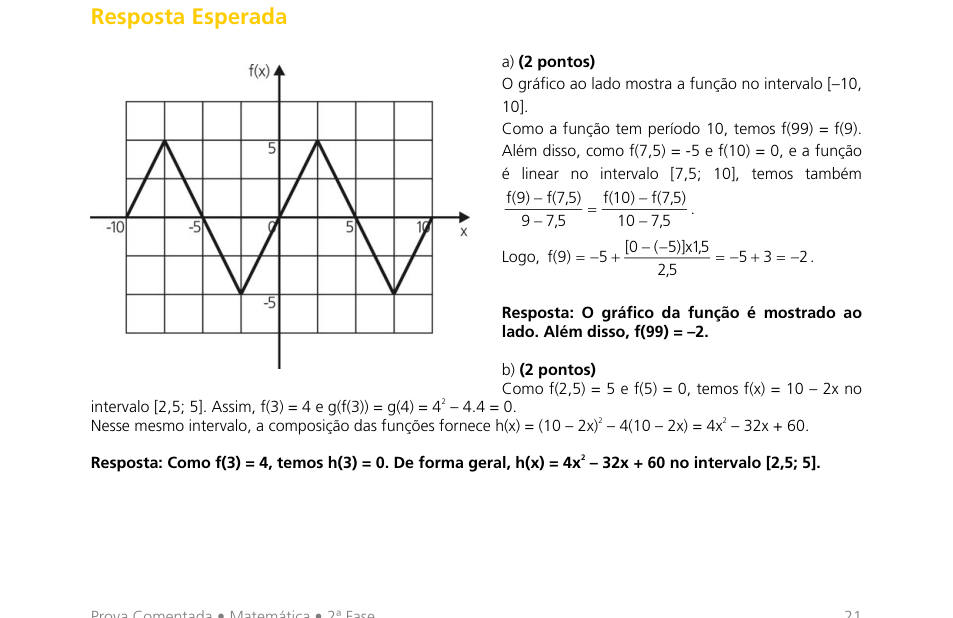 Resposta Esperada
f(x)
5
-10
-5
0
5
10
x
-5
a) (2 pontos)
O gráfico ao lado mostra a função no intervalo [–10,
10].
Como a função tem período 10, temos f(99) = f(9).
Além disso, como f(7,5) = -5 e f(10) = 0, e a função
é linear no intervalo [7,5; 10], temos também
f(9) – f(7,5) / 9 – 7,5 = f(10) – f(7,5) / 10 – 7,5 .
Logo, f(9) = –5 + [0 – (–5)]x1,5 / 2,5 = –5 + 3 = –2 .
Resposta: O gráfico da função é mostrado ao
lado. Além disso, f(99) = –2.
b) (2 pontos)
Como f(2,5) = 5 e f(5) = 0, temos f(x) = 10 – 2x no
intervalo [2,5; 5]. Assim, f(3) = 4 e g(f(3)) = g(4) = 4² – 4.4 = 0.
Nesse mesmo intervalo, a composição das funções fornece h(x) = (10 – 2x)² – 4(10 – 2x) = 4x² – 32x + 60.
Resposta: Como f(3) = 4, temos h(3) = 0. De forma geral, h(x) = 4x² – 32x + 60 no intervalo [2,5; 5].
Prova Comentada • Matemática • 2ª Fase
21